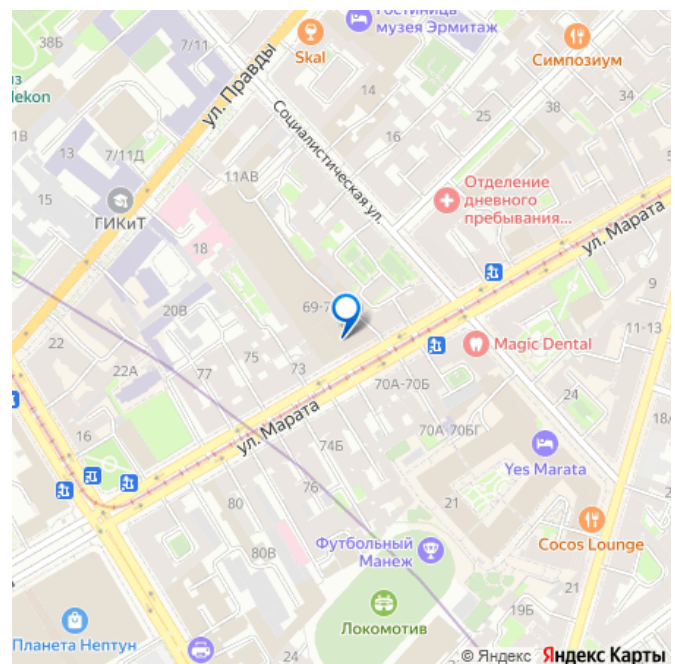 Гостиница
музея Эрмитаж
38Б
7/11
Skal
Симпозиум
ул. Правды
14
Социалистическая ул.
25
38
34
16
1В
13
7/11Д
11АВ
Отделение
дневного
пребывания...
15
ГИКиТ
ул. Марата
18
9
20В
11-13
Magic Dental
22
75
73
22А
77
70А-70Б
24
18/
16
ул. Марата
74Б
70А-70БГ
Yes Marata
76
80
21
Cocos Lounge
Футбольный
Манеж
80В
21
19Б
Локомотив
Планета Нептун
24
© Яндекс Яндекс Карты